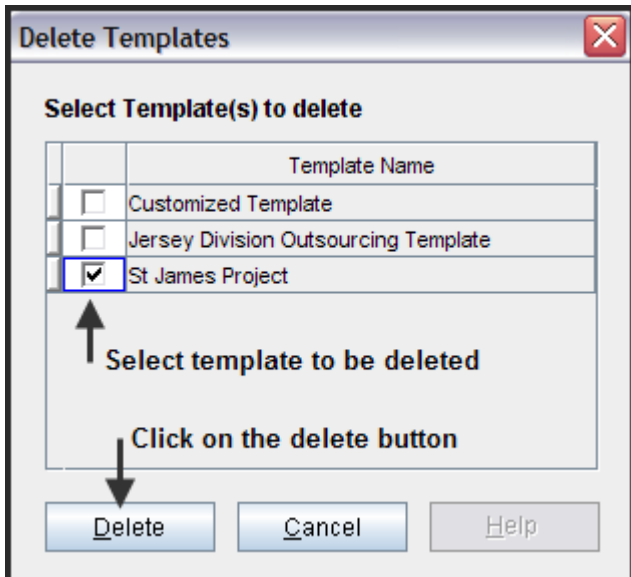 Delete Templates
Select Template(s) to delete
Template Name
Customized Template
Jersey Division Outsourcing Template
St James Project
Select template to be deleted
Click on the delete button
Delete Cancel Help